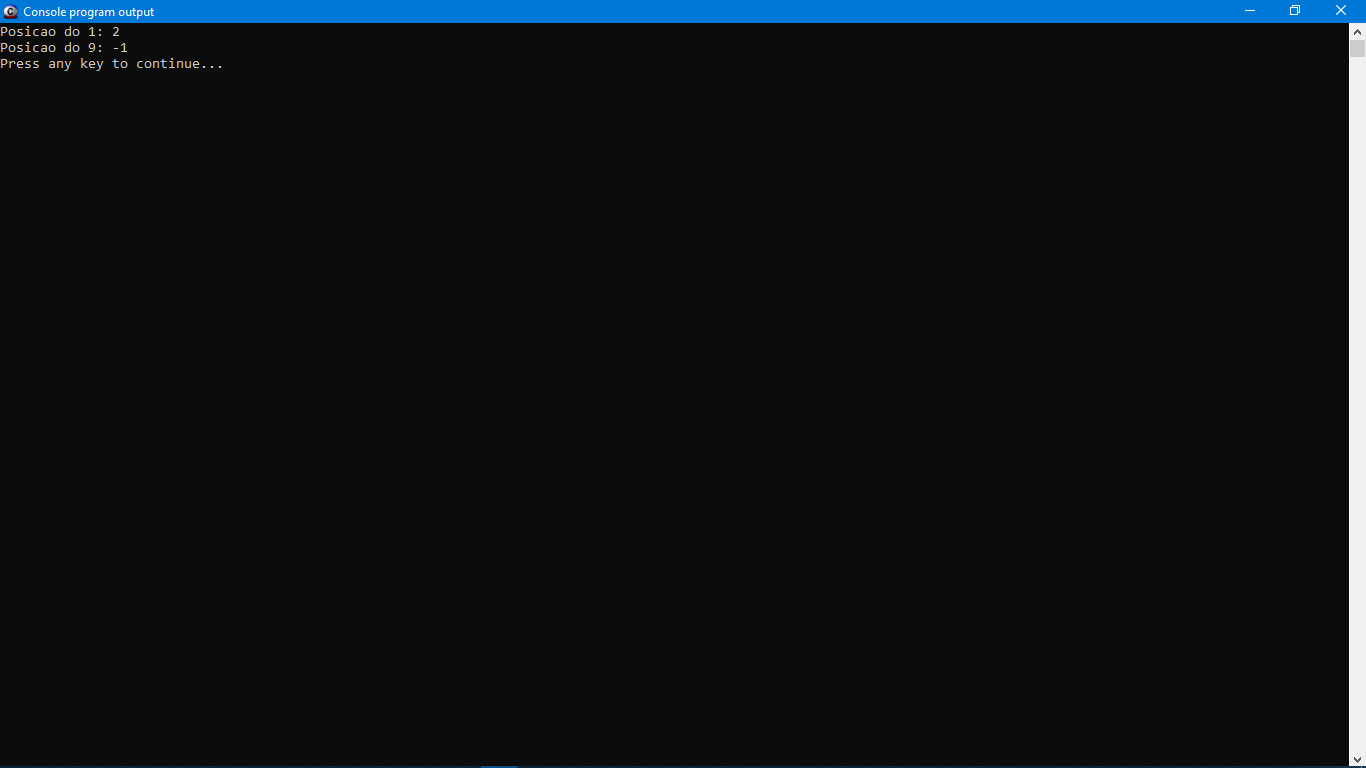 Console program output
Posicao do 1: 2
Posicao do 9: -1
Press any key to continue...